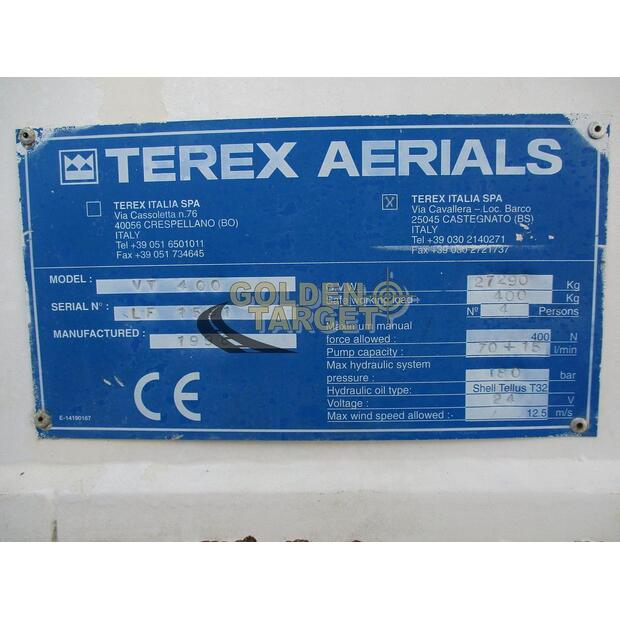 TEREX AERIALS
TEREX ITALIA SPA
Via Cassoletta n.76
40056 CRESPELLANO (BO)
ITALY
Tel +39 051 6501011
Fax +39 051 734645
X
TEREX ITALIA SPA
Via Cavallera – Loc. Barco
25045 CASTEGNATO (BS)
ITALY
Tel +39 030 2140271
Fax +39 030 2721737
MODEL : VT 400
SERIAL N° :
MANUFACTURED :
CE
E-14190167
27290 Kg
Safe working load : 400 Kg
N° 4 Persons
Maximum manual
force allowed : 400 N
Pump capacity : 70 + 15 l/min
Max hydraulic system
pressure : 180 bar
Hydraulic oil type: Shell Tellus T32
Voltage : 24 V
Max wind speed allowed :- 12.5 m/s
GOLDEN
TARGET